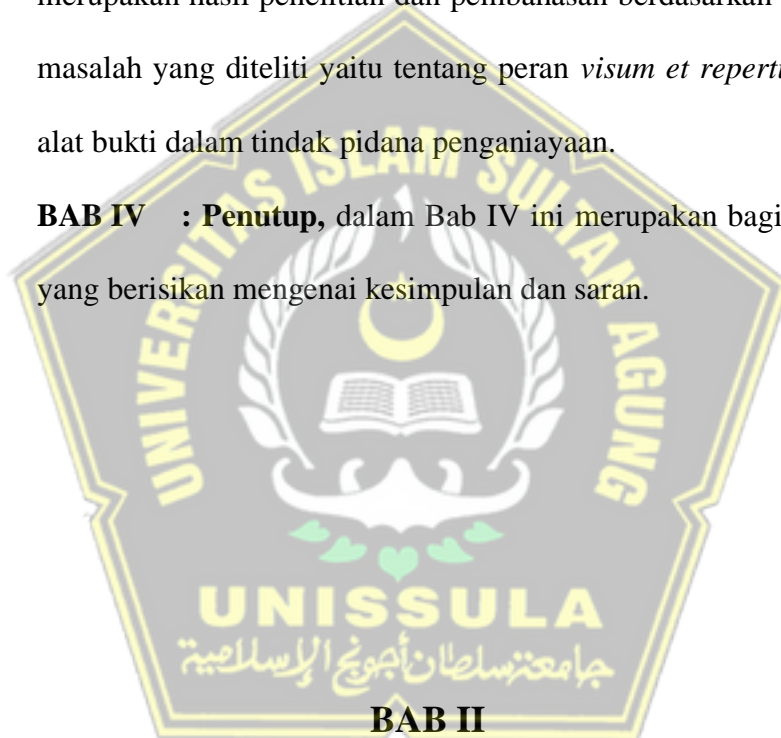 merupakan hasil penelitian dan pembahasan berdasarkan
masalah yang diteliti yaitu tentang peran visum et
alat bukti dalam tindak pidana penganiayaan.
BAB IV : Penutup, dalam Bab IV ini merupakan
yang berisikan mengenai kesimpulan dan saran.
UNIVERSITAS ISLAM SULTAN AGUNG
UNISSULA
جامعة سلطان أجونج الإسلامية
BAB II